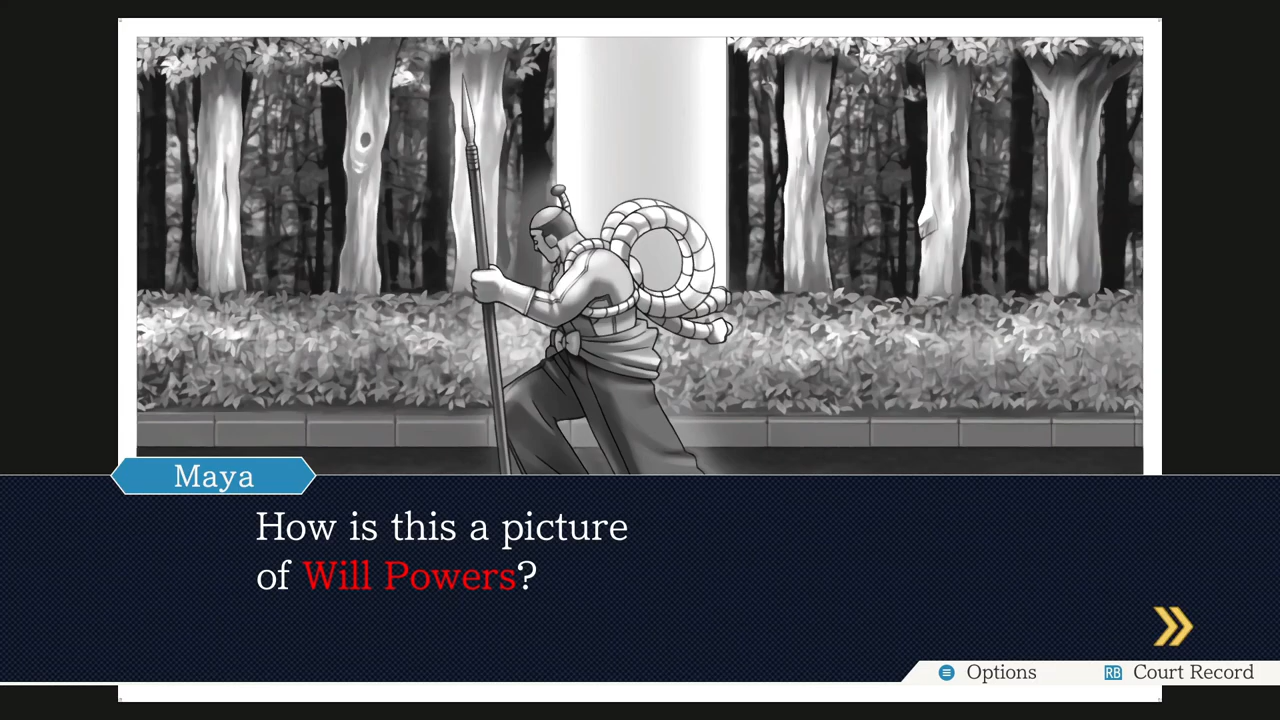 Maya
How is this a picture
of Will Powers?
Options
RB Court Record